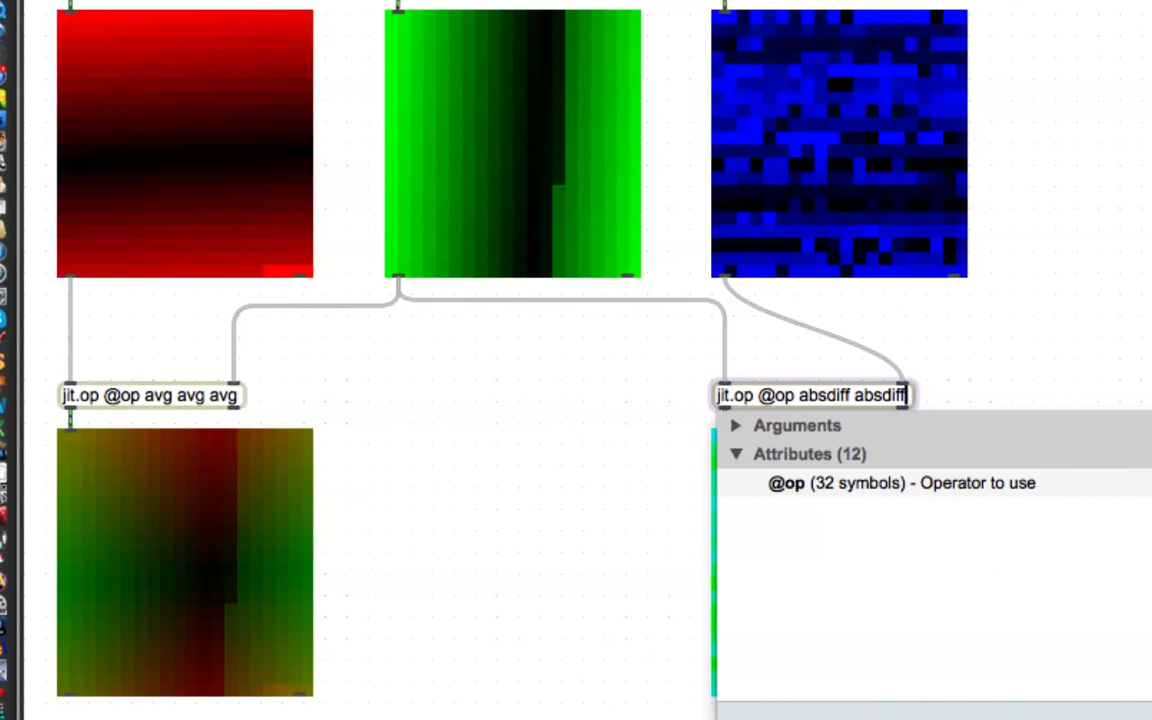 jit.op @op avg avg avg
jit.op @op absdiff absdiff
Arguments
Attributes (12)
@op (32 symbols) - Operator to use